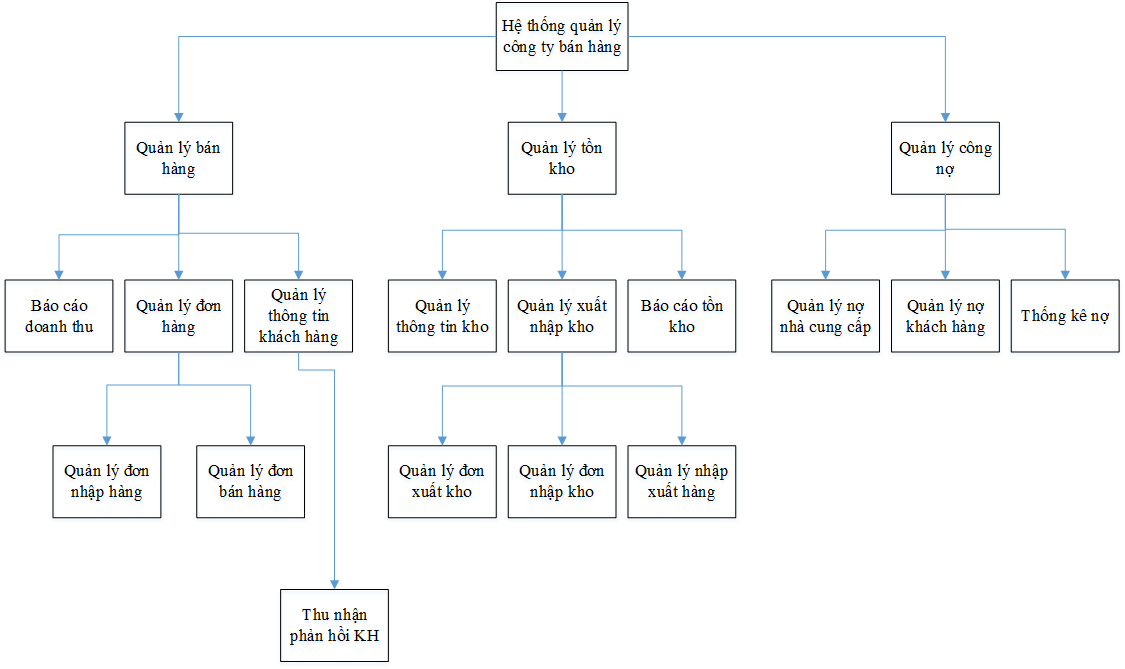 Hệ thống quản lý
công ty bán hàng
Quản lý bán
hàng
Quản lý tồn
kho
Quản lý công
nợ
Báo cáo
doanh thu
Quản lý đơn
hàng
Quản lý
thông tin
khách hàng
Quản lý
thông tin kho
Quản lý xuất
nhập kho
Báo cáo tồn
kho
Quản lý nợ
nhà cung cấp
Quản lý nợ
khách hàng
Thống kê nợ
Quản lý đơn
nhập hàng
Quản lý đơn
bán hàng
Quản lý đơn
xuất kho
Quản lý đơn
nhập kho
Quản lý nhập
xuất hàng
Thu nhận
phản hồi KH